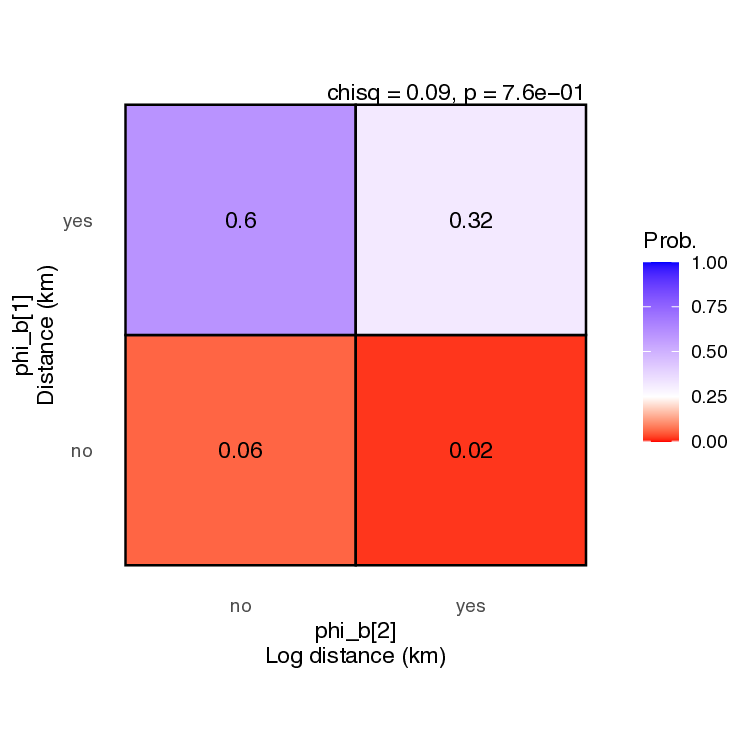 chisq = 0.09, p = 7.6e−01
yes
no
phi_b[1]
Distance (km)
0.6
0.32
0.06
0.02
no
yes
phi_b[2]
Log distance (km)
Prob.
1.00
0.75
0.50
0.25
0.00